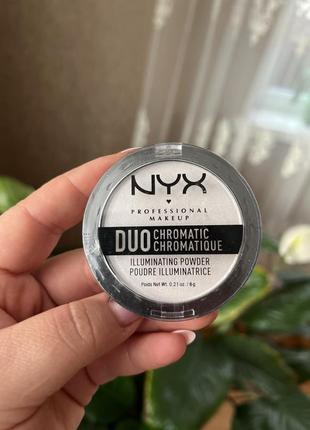 NYX
PROFESSIONAL
MAKEUP
DUO CHROMATIC
CHROMATIQUE
ILLUMINATING POWDER
POUDRE ILLUMINATRICE
Poids Net Wt. 0.21 oz. / 6g